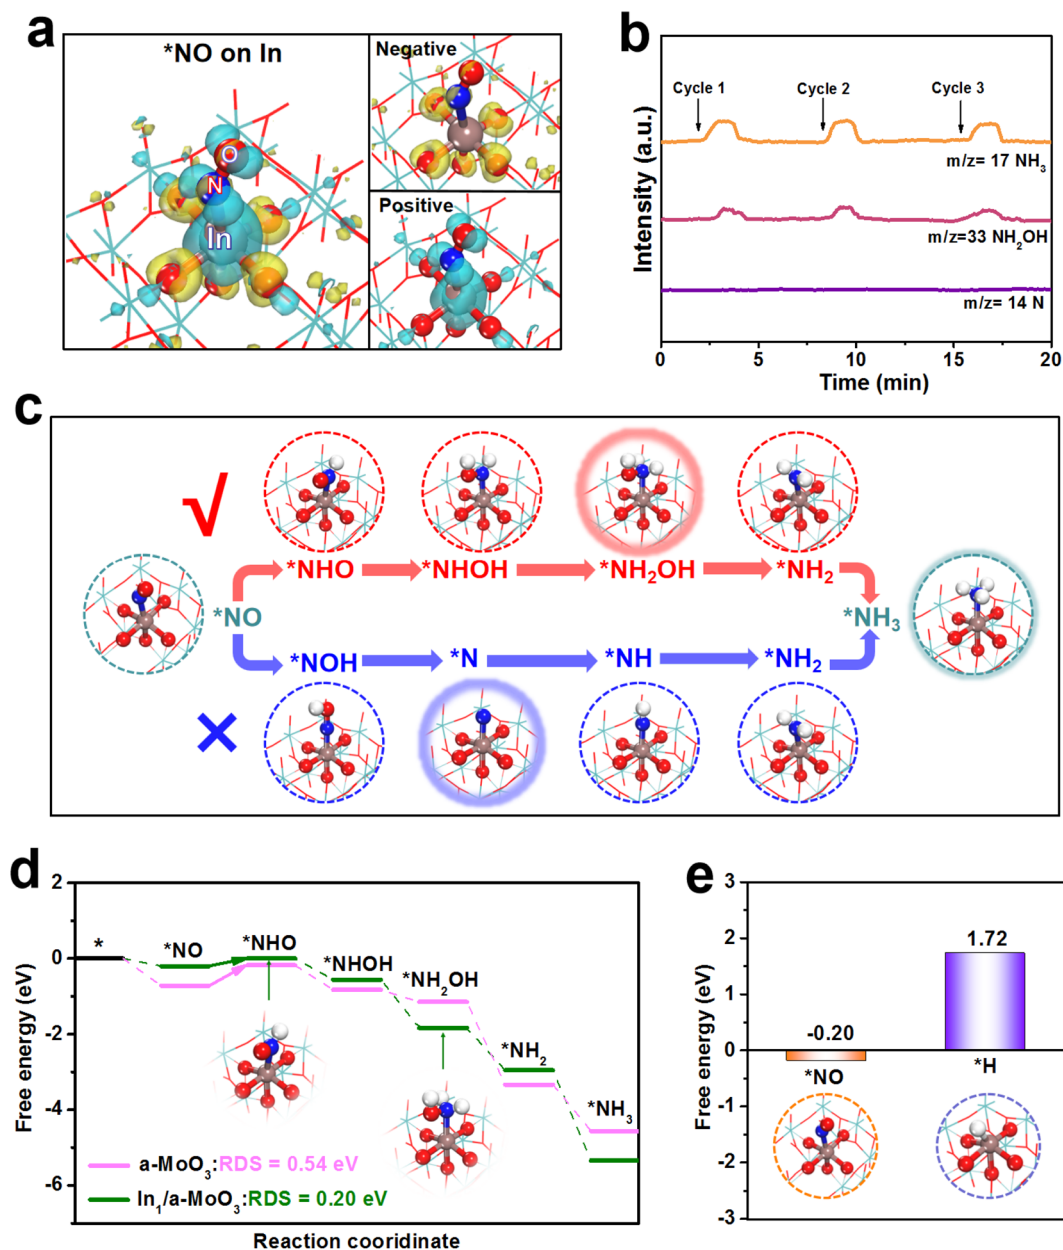 a
*NO on In
O
N
In
Negative
Positive
b
Intensity (a.u.)
Cycle 1
Cycle 2
Cycle 3
m/z= 17 NH₃
m/z=33 NH₂OH
m/z= 14 N
0 5 10 15 20
Time (min)
c
√
*NHO *NHOH *NH₂OH *NH₂
*NO *NH₃
*NOH *N *NH *NH₂
×
d
Free energy (eV)
2
0
-2
-4
-6
*
*NO
*NHO
*NHOH
*NH₂OH
*NH₂
*NH₃
a-MoO₃:RDS = 0.54 eV
In₁/a-MoO₃:RDS = 0.20 eV
Reaction cooridinate
e
Free energy (eV)
3
2
1
0
-1
-2
-3
-0.20
*NO
1.72
*H